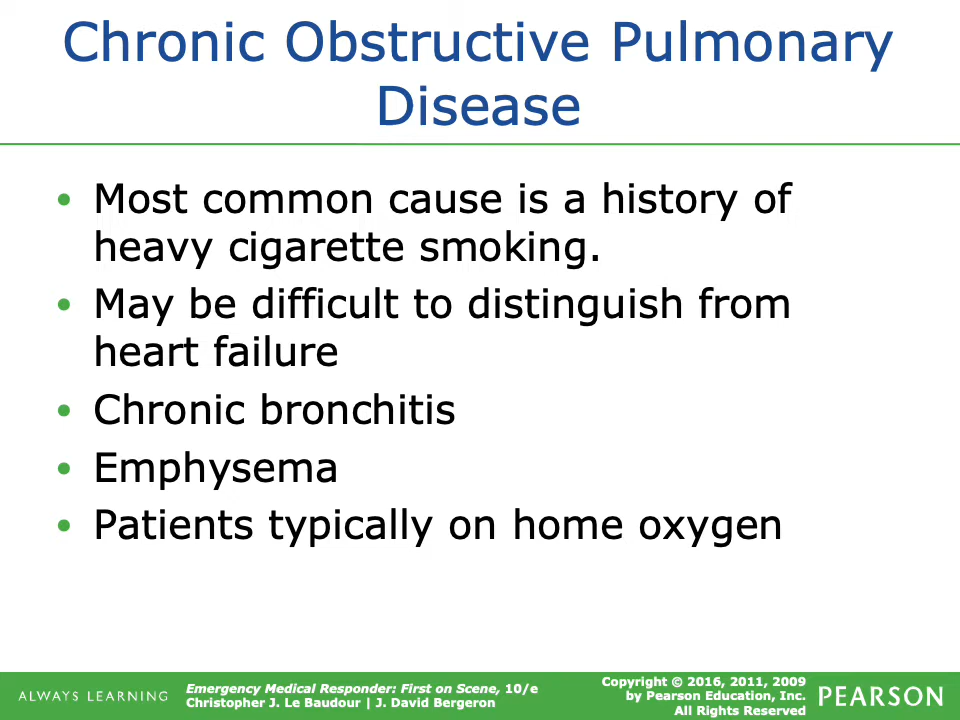 Chronic Obstructive Pulmonary
Disease
• Most common cause is a history of
heavy cigarette smoking.
• May be difficult to distinguish from
heart failure
• Chronic bronchitis
• Emphysema
• Patients typically on home oxygen
ALWAYS LEARNING
Emergency Medical Responder: First on Scene, 10/e
Christopher J. Le Baudour | J. David Bergeron
Copyright © 2016, 2011, 2009
by Pearson Education, Inc.
All Rights Reserved
PEARSON